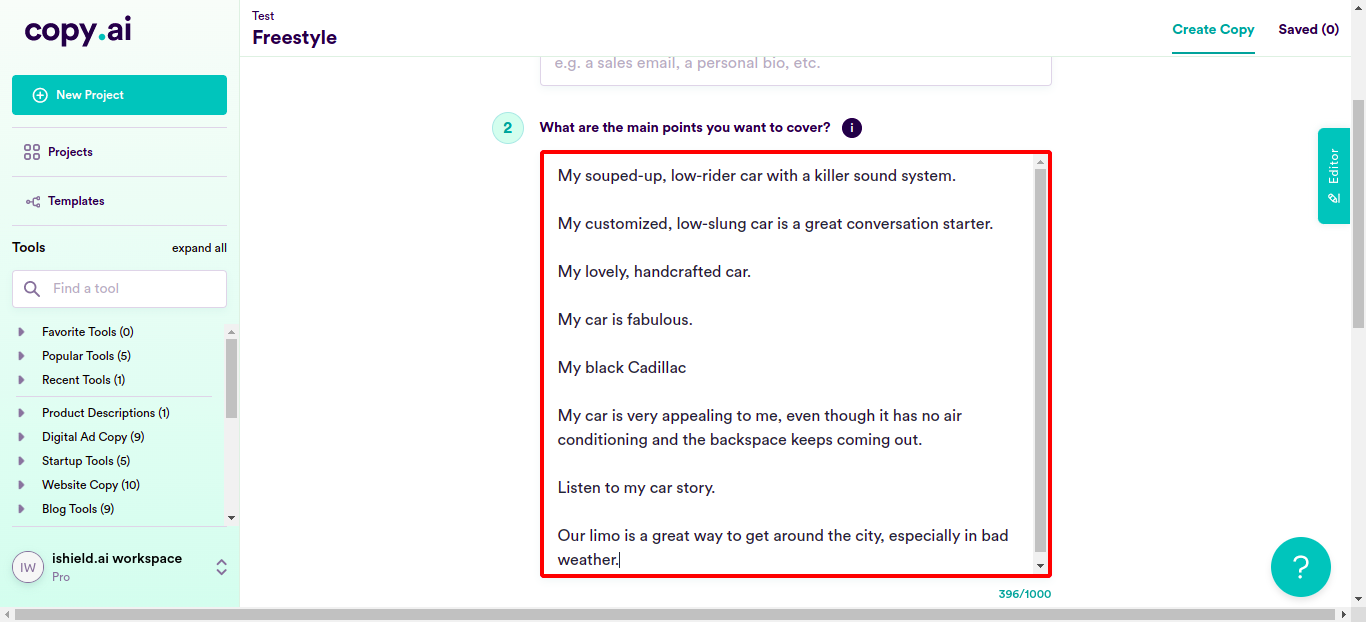 copy.ai
New Project
Projects
Templates
Tools
expand all
Find a tool
Favorite Tools (0)
Popular Tools (5)
Recent Tools (1)
Product Descriptions (1)
Digital Ad Copy (9)
Startup Tools (5)
Website Copy (10)
Blog Tools (9)
IW
ishield.ai workspace
Pro
Test
Freestyle
Create Copy
Saved (0)
e.g. a sales email, a personal bio, etc.
2
What are the main points you want to cover?
i
My souped-up, low-rider car with a killer sound system.
My customized, low-slung car is a great conversation starter.
My lovely, handcrafted car.
My car is fabulous.
My black Cadillac
My car is very appealing to me, even though it has no air
conditioning and the backspace keeps coming out.
Listen to my car story.
Our limo is a great way to get around the city, especially in bad
weather.
396/1000
Editor
?